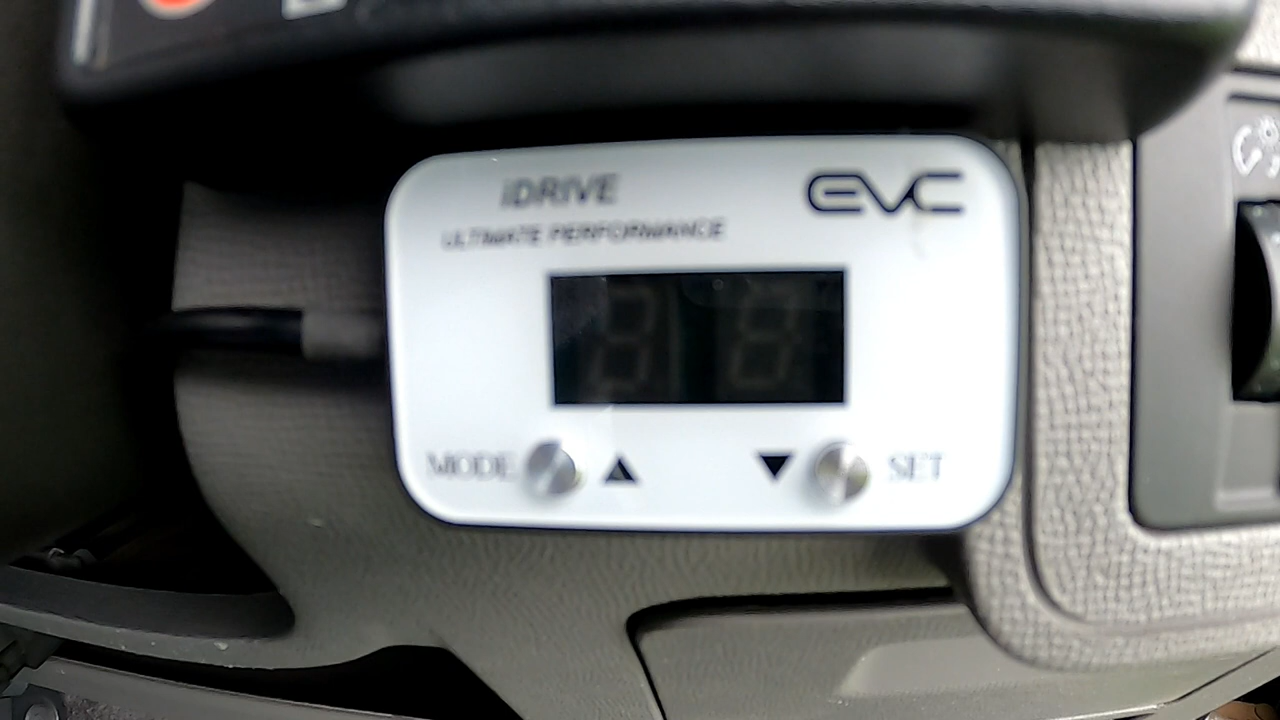 iDRIVE
EVC
ULTIMATE PERFORMANCE
MODE ▲ ▼ SET